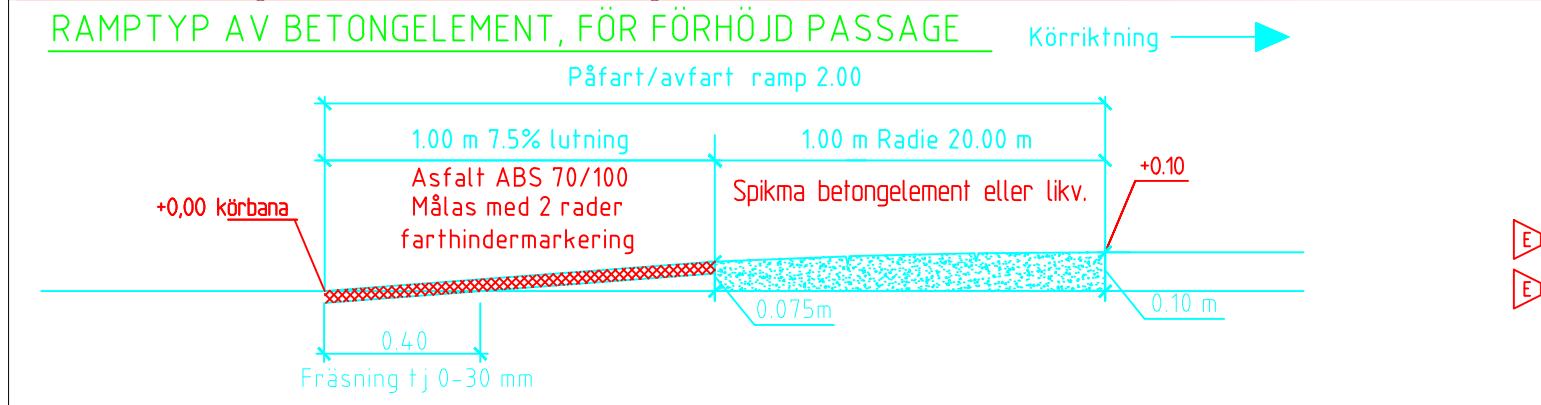 RAMPTYP AV BETONGELEMENT, FÖR FÖRHÖJD PASSAGE
Körriktning
Påfart/avfart ramp 2.00
1.00 m 7.5% lutning
1.00 m Radie 20.00 m
Asfalt ABS 70/100
Målas med 2 rader
farthindermarkering
Spikma betongelement eller likv.
+0.10
+0,00 körbana
E
E
0.075m
0.10 m
0.40
Fräsning tj 0-30 mm